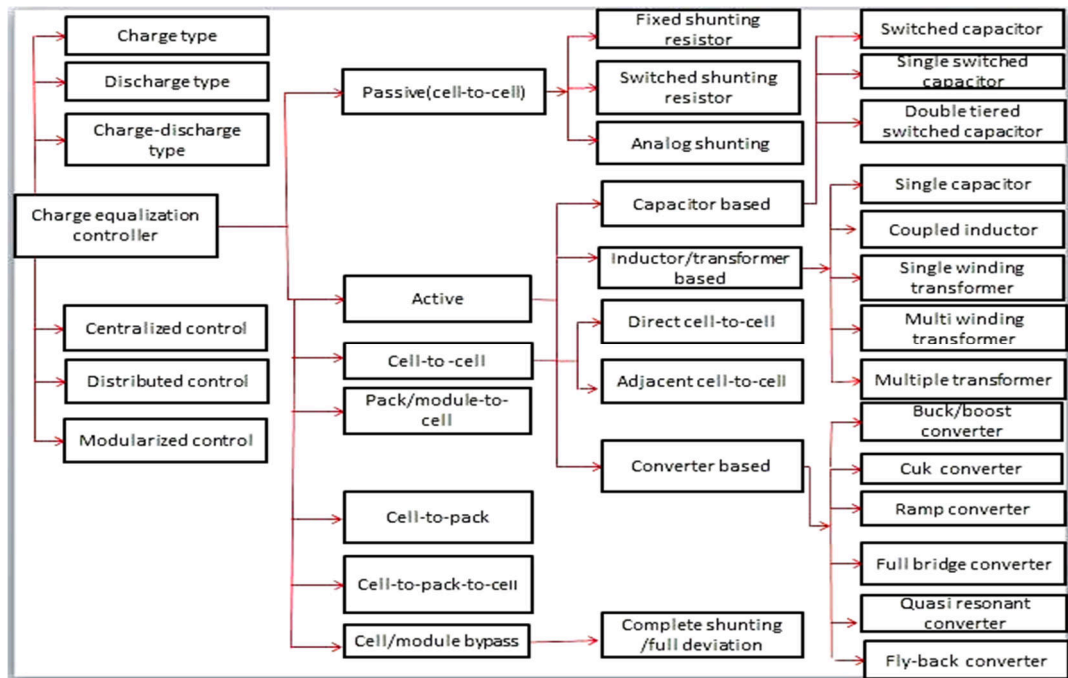 Charge type
Discharge type
Charge-discharge
type
Charge equalization
controller
Centralized control
Distributed control
Modularized control
Passive(cell-to-cell)
Active
Cell-to -cell
Pack/module-to-
cell
Cell-to-pack
Cell-to-pack-to-cell
Cell/module bypass
Fixed shunting
resistor
Switched shunting
resistor
Analog shunting
Capacitor based
Inductor/transformer
based
Direct cell-to-cell
Adjacent cell-to-cell
Converter based
Complete shunting
/full deviation
Switched capacitor
Single switched
capacitor
Double tiered
switched capacitor
Single capacitor
Coupled inductor
Single winding
transformer
Multi winding
transformer
Multiple transformer
Buck/boost
converter
Cuk converter
Ramp converter
Full bridge converter
Quasi resonant
converter
Fly-back converter